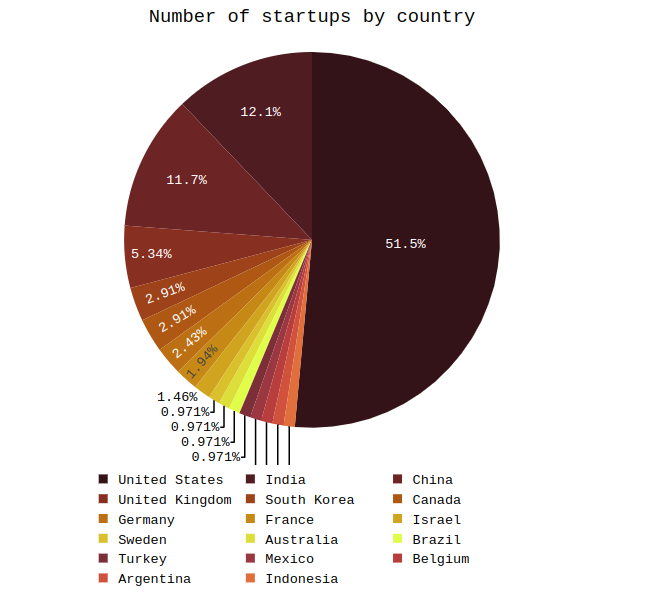 Number of startups by country
12.1%
11.7%
51.5%
5.34%
2.91%
2.91%
2.43%
1.94%
1.46%
0.971%
0.971%
0.971%
0.971%
United States India China
United Kingdom South Korea Canada
Germany France Israel
Sweden Australia Brazil
Turkey Mexico Belgium
Argentina Indonesia